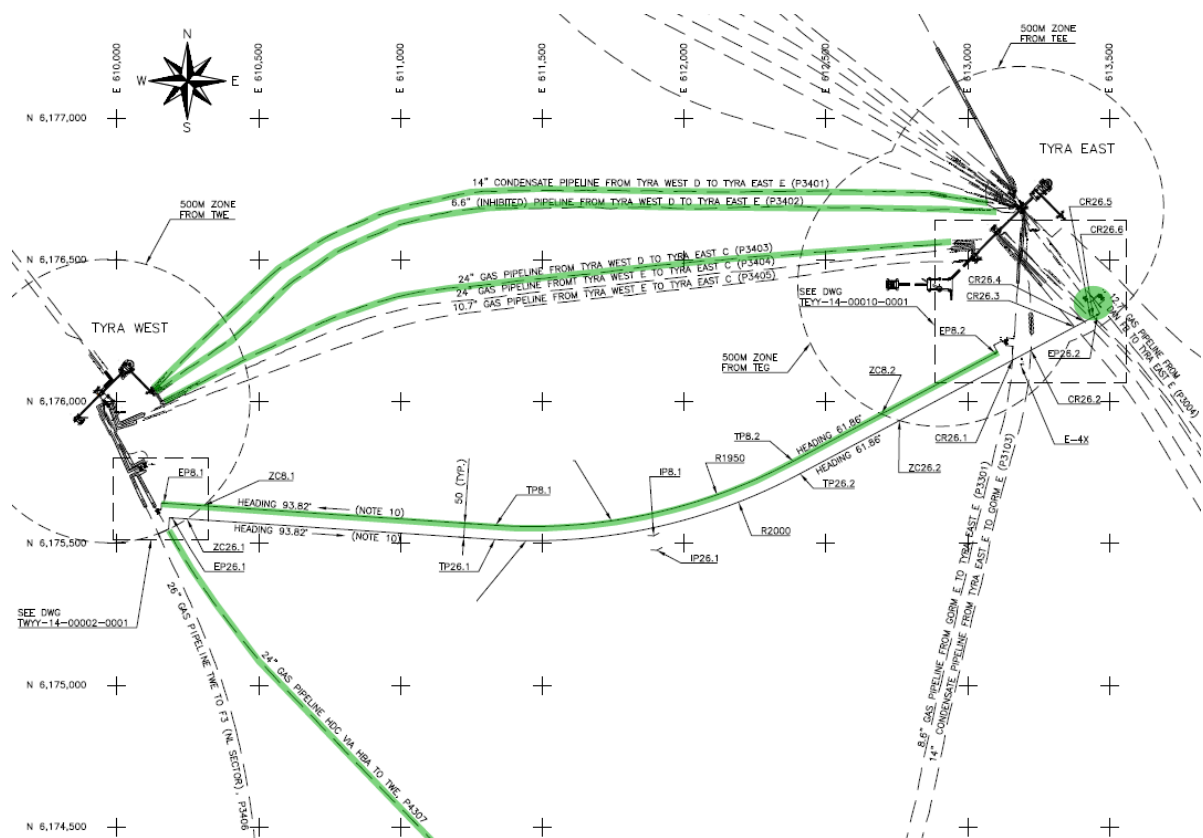 E 610,000
E 610,500
E 611,000
E 611,500
E 612,000
E 612,500
E 613,000
E 613,500
N
W
E
S
500M ZONE
FROM TEE
N 6,177,000
TYRA EAST
14" CONDENSATE PIPELINE FROM TYRA WEST D TO TYRA EAST E (P3401)
6.6" (INHIBITED) PIPELINE FROM TYRA WEST D TO TYRA EAST E (P3402)
500M ZONE
FROM TWE
CR26.5
CR26.6
N 6,176,500
24" GAS PIPELINE FROM TYRA WEST D TO TYRA EAST C (P3403)
24" GAS PIPELINE FROMT TYRA WEST E TO TYRA EAST C (P3404)
10.7" GAS PIPELINE FROM TYRA WEST E TO TYRA EAST C (P3405)
CR26.4
CR26.3
SEE DWG
TEYY-14-00010-0001
TYRA WEST
EP8.2
12.7" GAS PIPELINE FROM
TO TYRA EAST E (P3004)
EP26.2
500M ZONE
FROM TEG
ZC8.2
N 6,176,000
CR26.2
CR26.1
E-4X
TP8.2
HEADING 61.86°
HEADING 61.86°
ZC26.2
TP26.2
EP8.1
ZC8.1
50 (TYP.)
TP8.1
IP8.1
R1950
R2000
HEADING 93.82° (NOTE 10)
HEADING 93.82° (NOTE 10)
N 6,175,500
ZC26.1
EP26.1
TP26.1
IP26.1
SEE DWG
TWYY-14-00002-0001
26" GAS PIPELINE TWE TO F3 (NL SECTOR), P3406
24" GAS PIPELINE HDC VIA HBA TO TWE, P4307
8.6" GAS PIPELINE FROM GORM E TO TYRA EAST E (P3301)
14" CONDENSATE PIPELINE FROM TYRA EAST E TO GORM E (P3103)
N 6,175,000
N 6,174,500